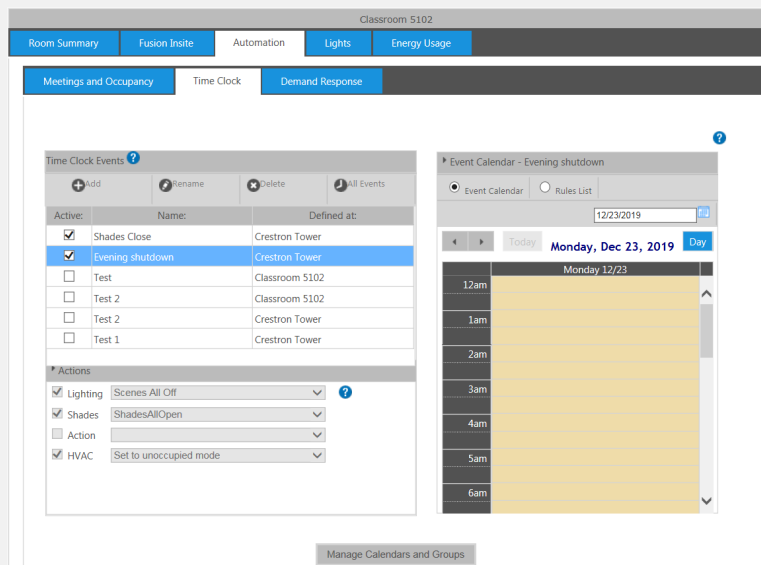 Classroom 5102
Room Summary Fusion Insite Automation Lights Energy Usage
Meetings and Occupancy Time Clock Demand Response
?
Time Clock Events ?
Add Rename Delete All Events
Active: Name: Defined at:
Shades Close Crestron Tower
Evening shutdown Crestron Tower
Test Classroom 5102
Test 2 Classroom 5102
Test 2 Crestron Tower
Test 1 Crestron Tower
Actions
Lighting Scenes All Off ?
Shades ShadesAllOpen
Action
HVAC Set to unoccupied mode
Event Calendar - Evening shutdown
Event Calendar Rules List
12/23/2019
Today Monday, Dec 23, 2019 Day
Monday 12/23
12am
1am
2am
3am
4am
5am
6am
Manage Calendars and Groups